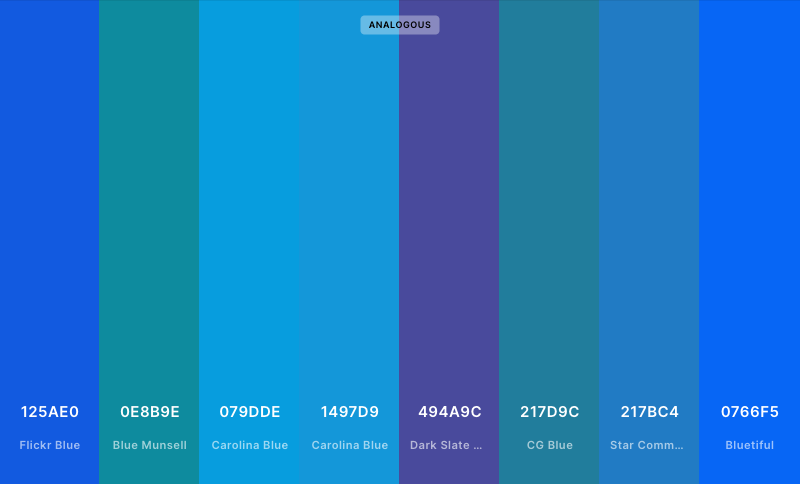 ANALOGOUS
125AE0 0E8B9E 079DDE 1497D9 494A9C 217D9C 217BC4 0766F5
Flickr Blue Blue Munsell Carolina Blue Carolina Blue Dark Slate ... CG Blue Star Comm... Bluetiful